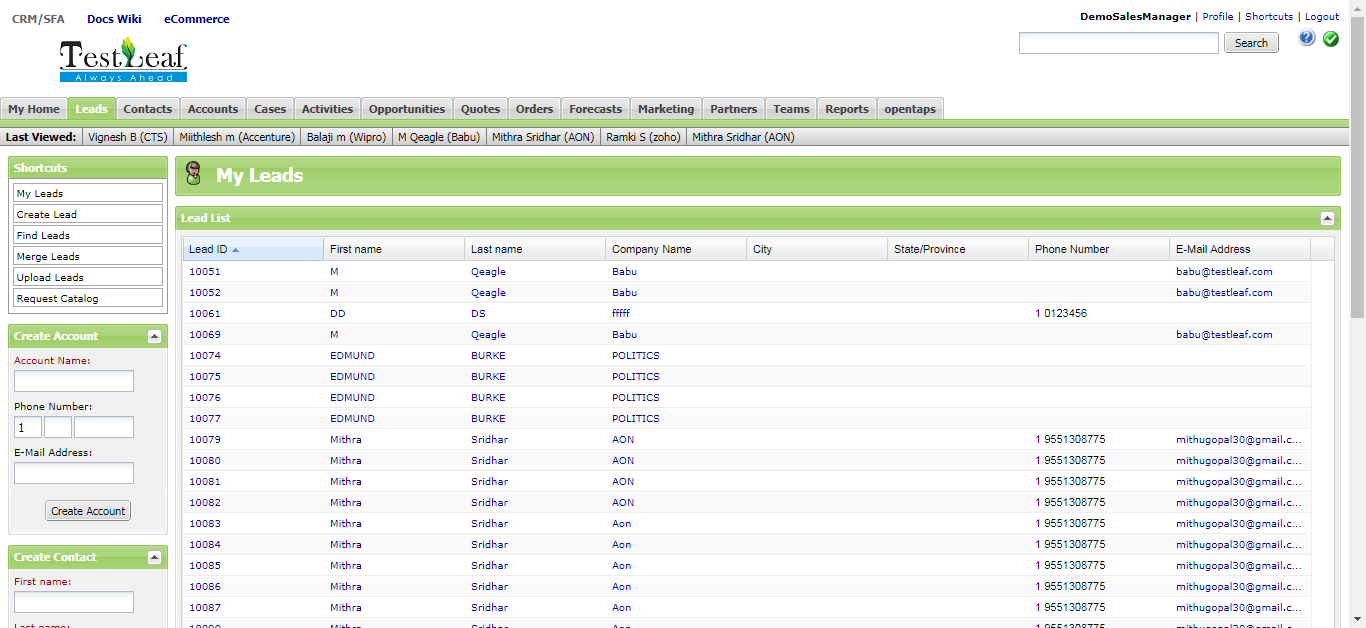 CRM/SFA Docs Wiki eCommerce
DemoSalesManager | Profile | Shortcuts | Logout
TestLeaf
Always Ahead
Search
My Home Leads Contacts Accounts Cases Activities Opportunities Quotes Orders Forecasts Marketing Partners Teams Reports opentaps
Last Viewed: Vignesh B (CTS) Miithlesh m (Accenture) Balaji m (Wipro) M Qeagle (Babu) Mithra Sridhar (AON) Ramki S (zoho) Mithra Sridhar (AON)
Shortcuts
My Leads
Create Lead
Find Leads
Merge Leads
Upload Leads
Request Catalog
Create Account
Account Name:
Phone Number:
1
E-Mail Address:
Create Account
Create Contact
First name:
Last name:
My Leads
Lead List
Lead ID First name Last name Company Name City State/Province Phone Number E-Mail Address
10051 M Qeagle Babu babu@testleaf.com
10052 M Qeagle Babu babu@testleaf.com
10061 DD DS fffff 1 0123456
10069 M Qeagle Babu babu@testleaf.com
10074 EDMUND BURKE POLITICS
10075 EDMUND BURKE POLITICS
10076 EDMUND BURKE POLITICS
10077 EDMUND BURKE POLITICS
10079 Mithra Sridhar AON 1 9551308775 mithugopal30@gmail.c...
10080 Mithra Sridhar AON 1 9551308775 mithugopal30@gmail.c...
10081 Mithra Sridhar AON 1 9551308775 mithugopal30@gmail.c...
10082 Mithra Sridhar AON 1 9551308775 mithugopal30@gmail.c...
10083 Mithra Sridhar Aon 1 9551308775 mithugopal30@gmail.c...
10084 Mithra Sridhar Aon 1 9551308775 mithugopal30@gmail.c...
10085 Mithra Sridhar Aon 1 9551308775 mithugopal30@gmail.c...
10086 Mithra Sridhar Aon 1 9551308775 mithugopal30@gmail.c...
10087 Mithra Sridhar Aon 1 9551308775 mithugopal30@gmail.c...
Mithra Sridhar Aon 1 9551308775 mithugopal30@gmail.c...